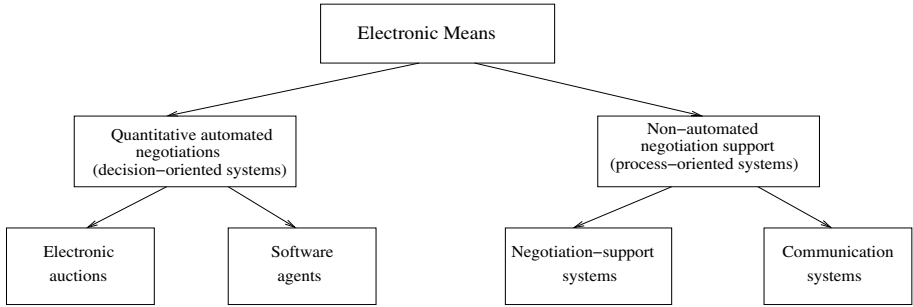 Electronic Means
Quantitative automated
negotiations
(decision−oriented systems)
Non−automated
negotiation support
(process−oriented systems)
Electronic
auctions
Software
agents
Negotiation−support
systems
Communication
systems